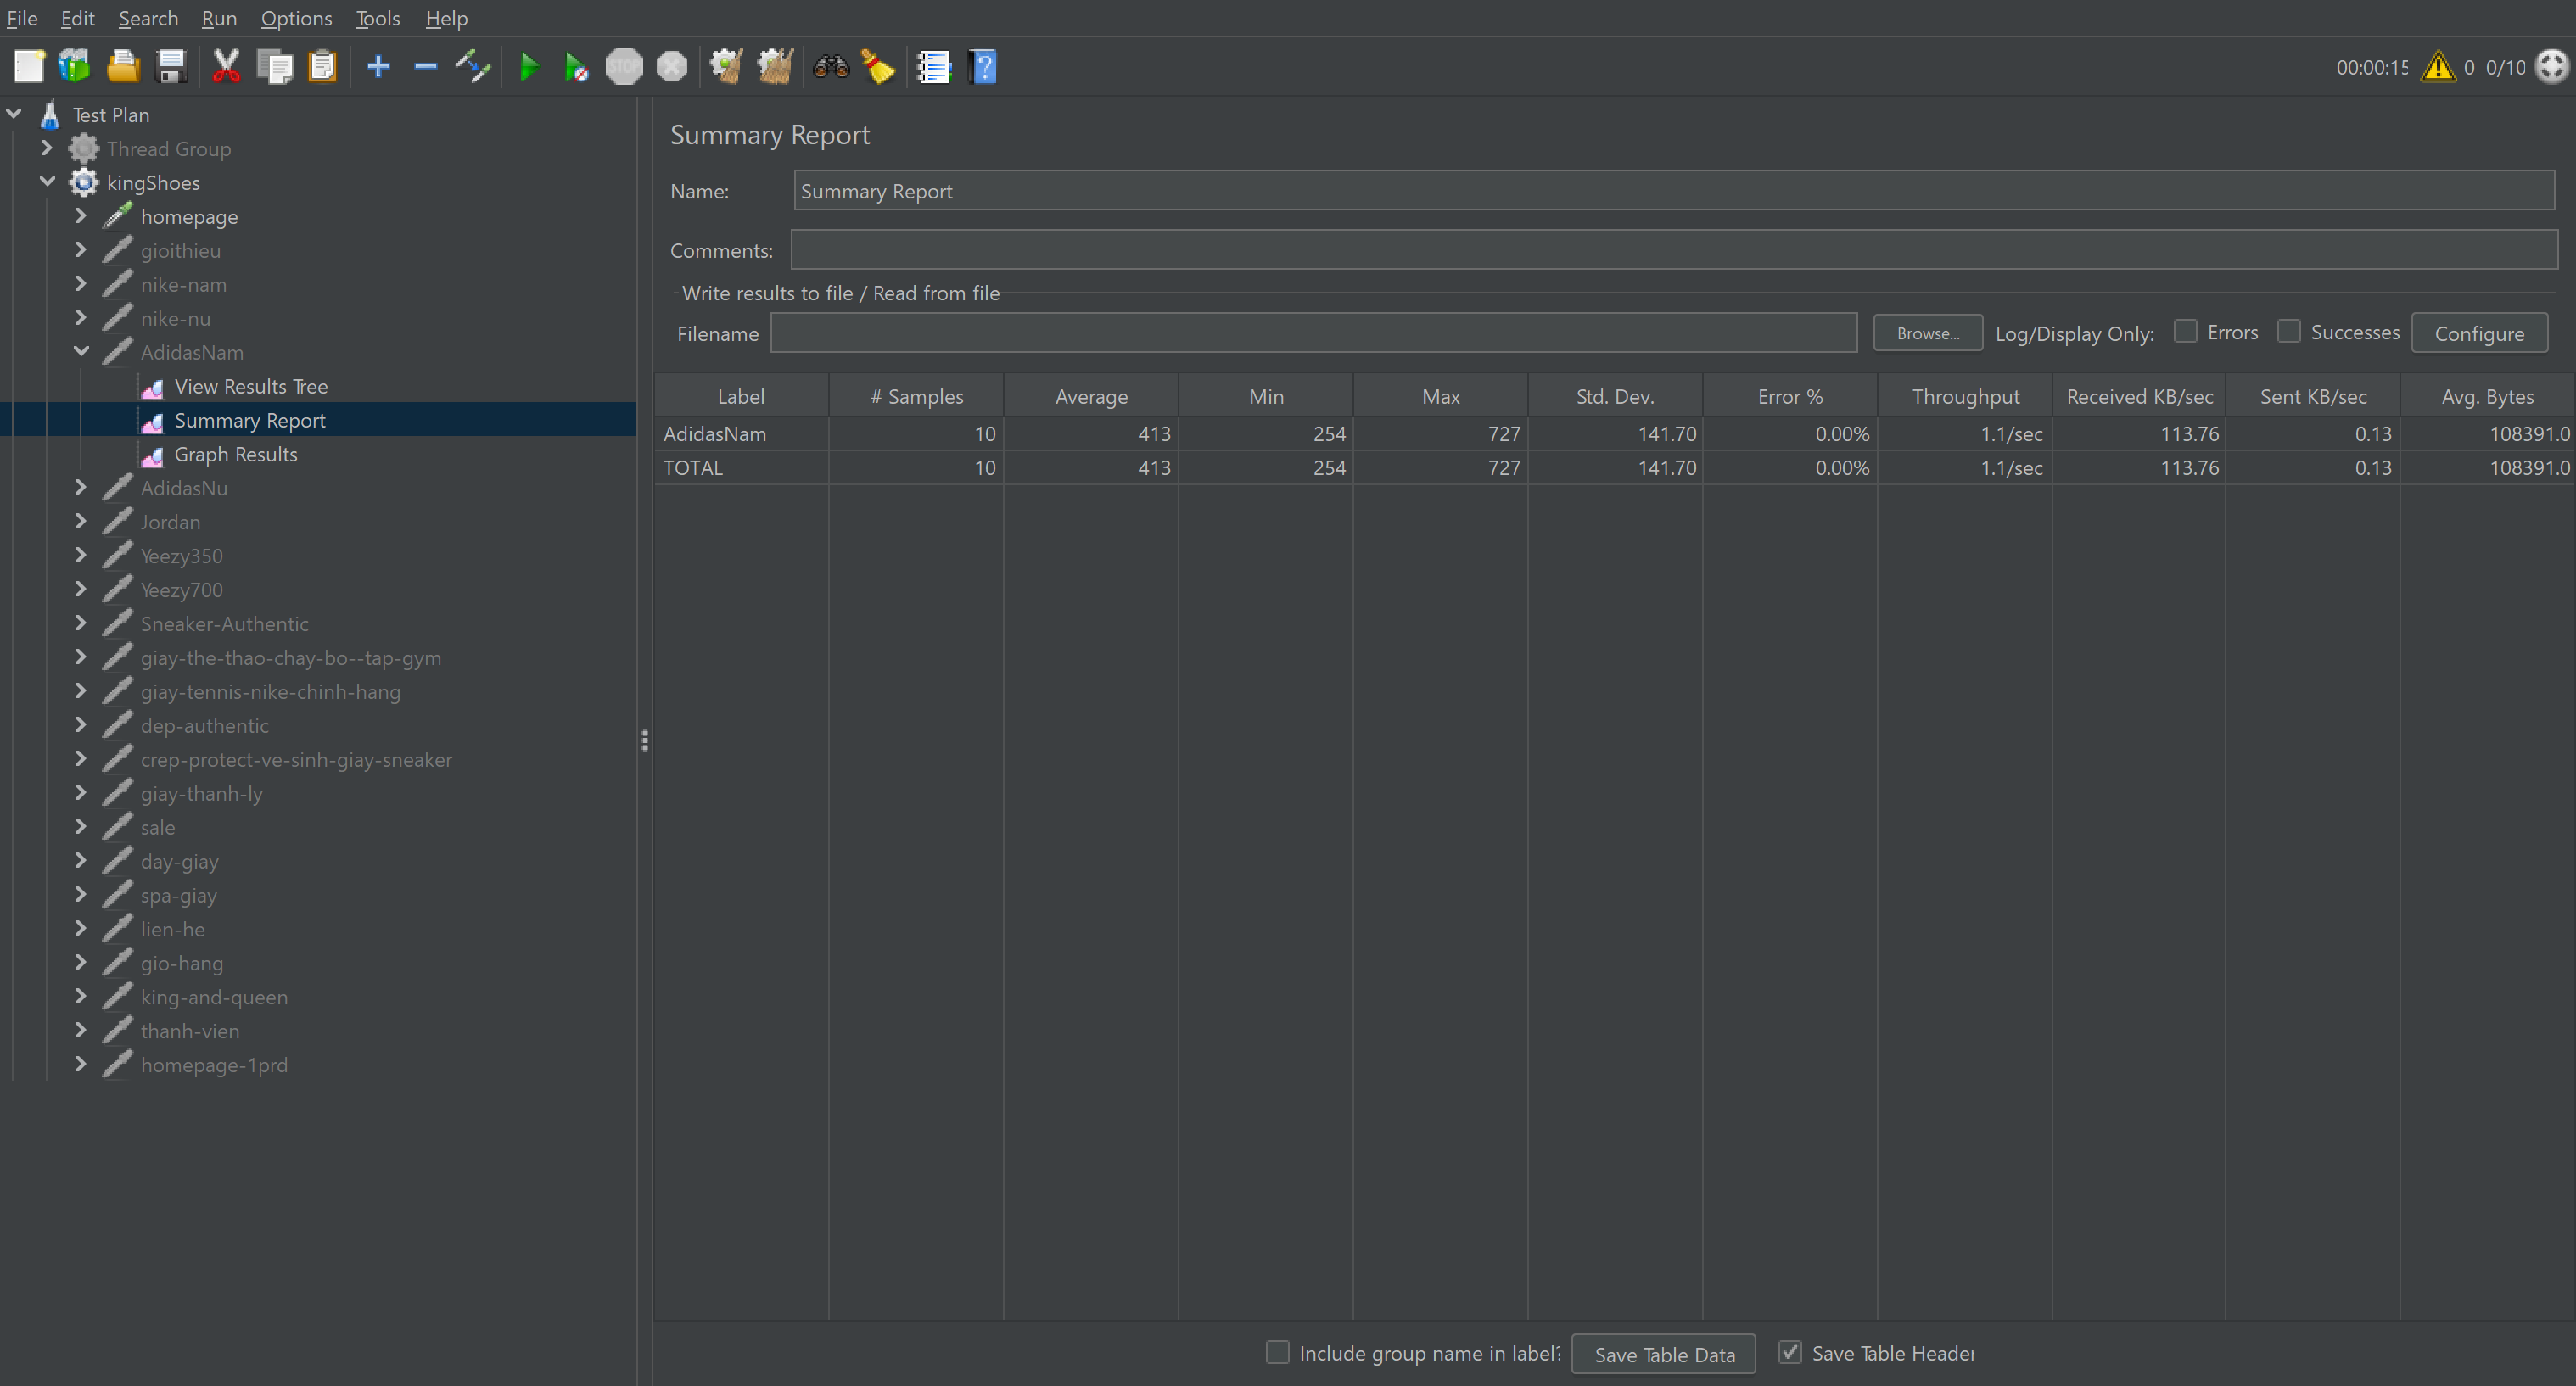 File Edit Search Run Options Tools Help
STOP
00:00:15 0 0/10
Test Plan
Thread Group
kingShoes
homepage
gioithieu
nike-nam
nike-nu
AdidasNam
View Results Tree
Summary Report
Graph Results
AdidasNu
Jordan
Yeezy350
Yeezy700
Sneaker-Authentic
giay-the-thao-chay-bo--tap-gym
giay-tennis-nike-chinh-hang
dep-authentic
crep-protect-ve-sinh-giay-sneaker
giay-thanh-ly
sale
day-giay
spa-giay
lien-he
gio-hang
king-and-queen
thanh-vien
homepage-1prd
Summary Report
Name: Summary Report
Comments:
Write results to file / Read from file
Filename Browse... Log/Display Only: Errors Successes Configure
Label # Samples Average Min Max Std. Dev. Error % Throughput Received KB/sec Sent KB/sec Avg. Bytes
AdidasNam 10 413 254 727 141.70 0.00% 1.1/sec 113.76 0.13 108391.0
TOTAL 10 413 254 727 141.70 0.00% 1.1/sec 113.76 0.13 108391.0
Include group name in label? Save Table Data Save Table Header